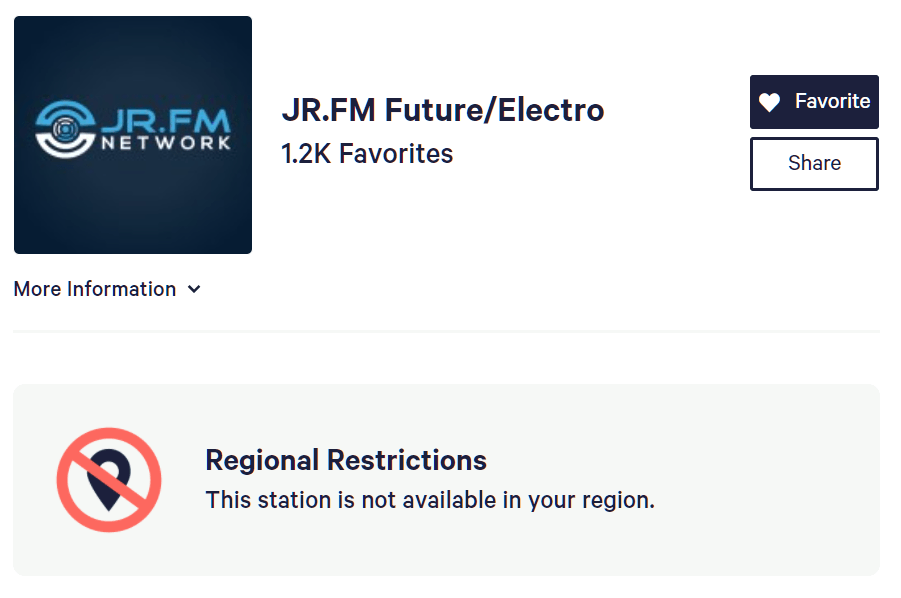 JR.FM
NETWORK
JR.FM Future/Electro
1.2K Favorites
Favorite
Share
More Information
Regional Restrictions
This station is not available in your region.